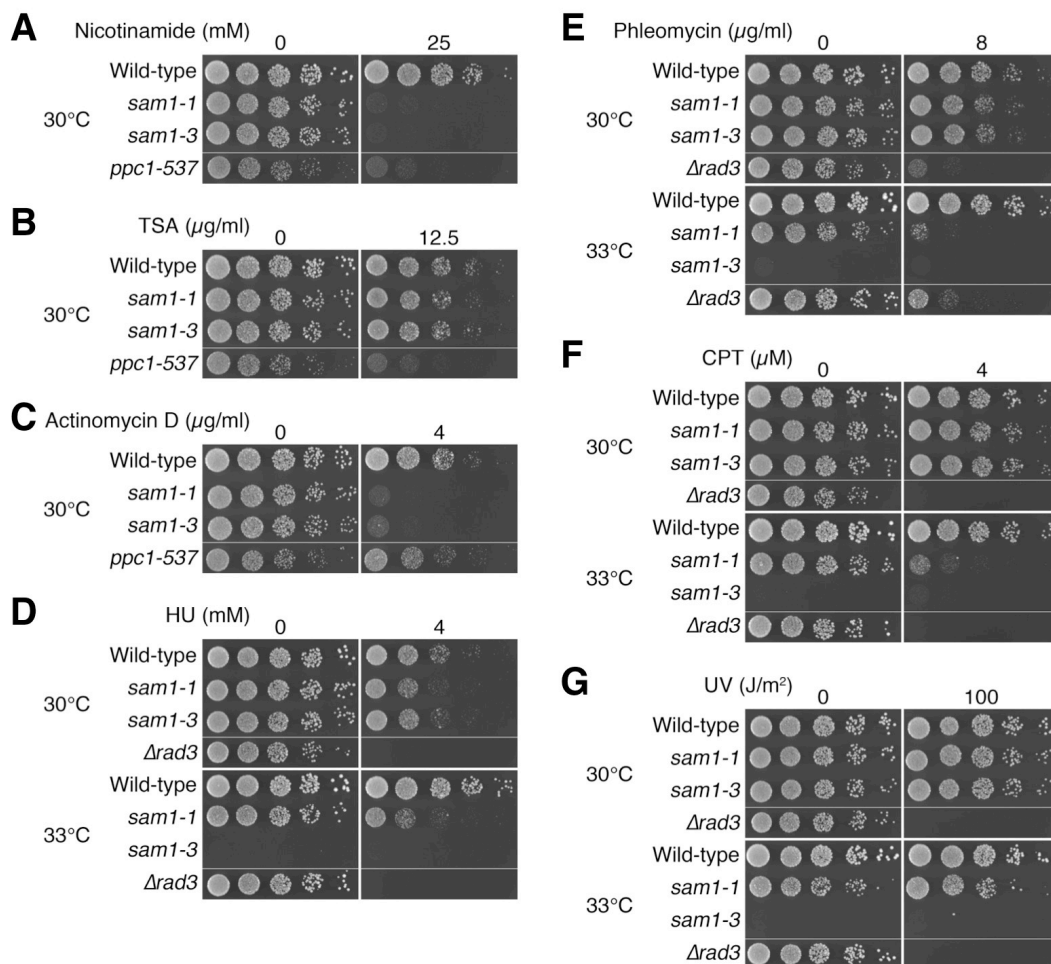 A
Nicotinamide (mM)
0 25
Wild-type
sam1-1
30°C
sam1-3
ppc1-537
B
TSA (µg/ml)
0 12.5
Wild-type
sam1-1
30°C
sam1-3
ppc1-537
C
Actinomycin D (µg/ml)
0 4
Wild-type
sam1-1
30°C
sam1-3
ppc1-537
D
HU (mM)
0 4
Wild-type
sam1-1
30°C
sam1-3
Δrad3
Wild-type
sam1-1
33°C
sam1-3
Δrad3
E
Phleomycin (µg/ml)
0 8
Wild-type
sam1-1
30°C
sam1-3
Δrad3
Wild-type
sam1-1
33°C
sam1-3
Δrad3
F
CPT (µM)
0 4
Wild-type
sam1-1
30°C
sam1-3
Δrad3
Wild-type
sam1-1
33°C
sam1-3
Δrad3
G
UV (J/m²)
0 100
Wild-type
sam1-1
30°C
sam1-3
Δrad3
Wild-type
sam1-1
33°C
sam1-3
Δrad3